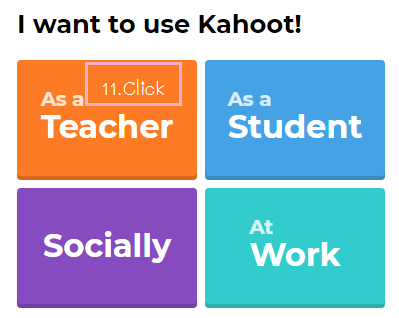 I want to use Kahoot!
As a
11.Click
Teacher
As a
Student
Socially
At
Work